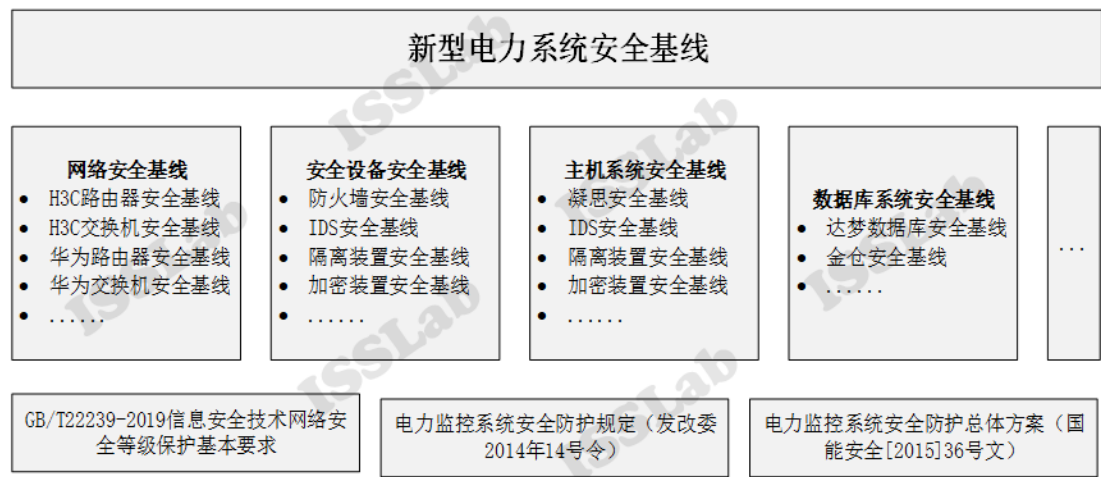 新型电力系统安全基线
网络安全基线
● H3C路由器安全基线
● H3C交换机安全基线
● 华为路由器安全基线
● 华为交换机安全基线
● ......
安全设备安全基线
● 防火墙安全基线
● IDS安全基线
● 隔离装置安全基线
● 加密装置安全基线
● ......
主机系统安全基线
● 凝思安全基线
● IDS安全基线
● 隔离装置安全基线
● 加密装置安全基线
● ......
数据库系统安全基线
● 达梦数据库安全基线
● 金仓安全基线
● ......
...
GB/T22239-2019信息安全技术网络安
全等级保护基本要求
电力监控系统安全防护规定（发改委
2014年14号令）
电力监控系统安全防护总体方案（国
能安全[2015]36号文）
ISSLab
ISSLab
ISSLab
ISSLab
ISSLab
ISSLab